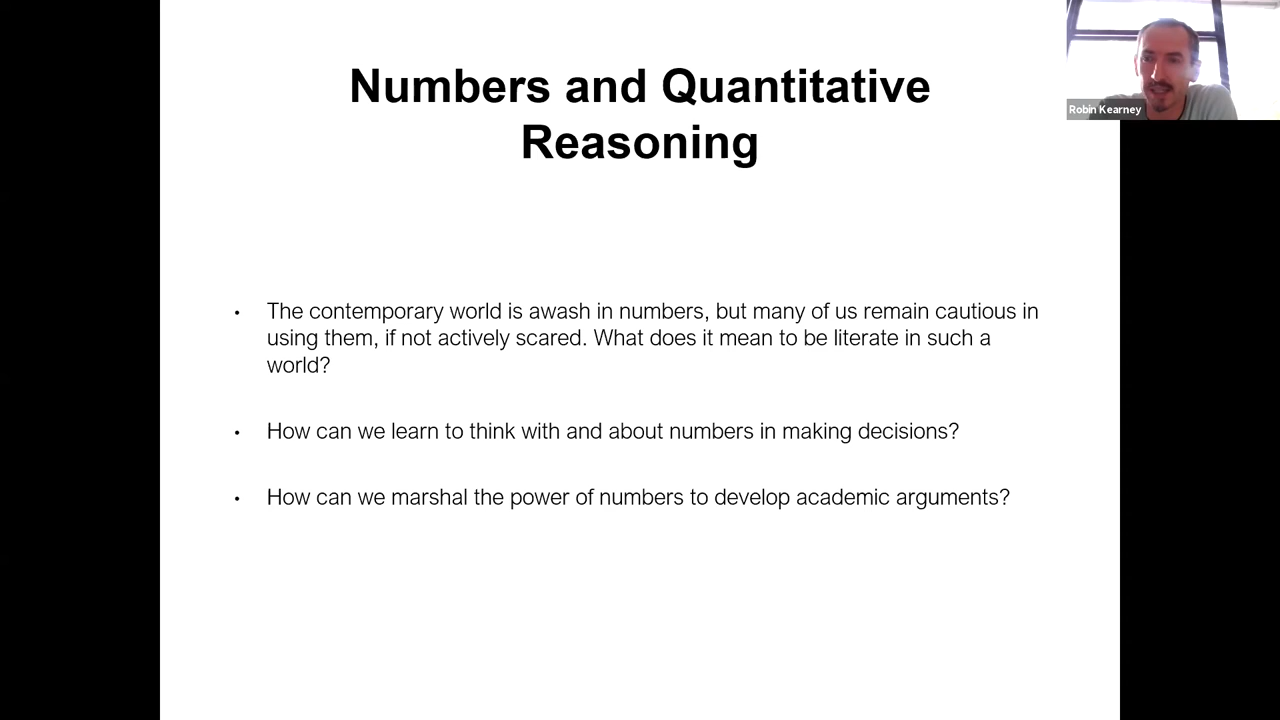 Numbers and Quantitative
Reasoning
Robin Kearney
• The contemporary world is awash in numbers, but many of us remain cautious in
using them, if not actively scared. What does it mean to be literate in such a
world?
• How can we learn to think with and about numbers in making decisions?
• How can we marshal the power of numbers to develop academic arguments?